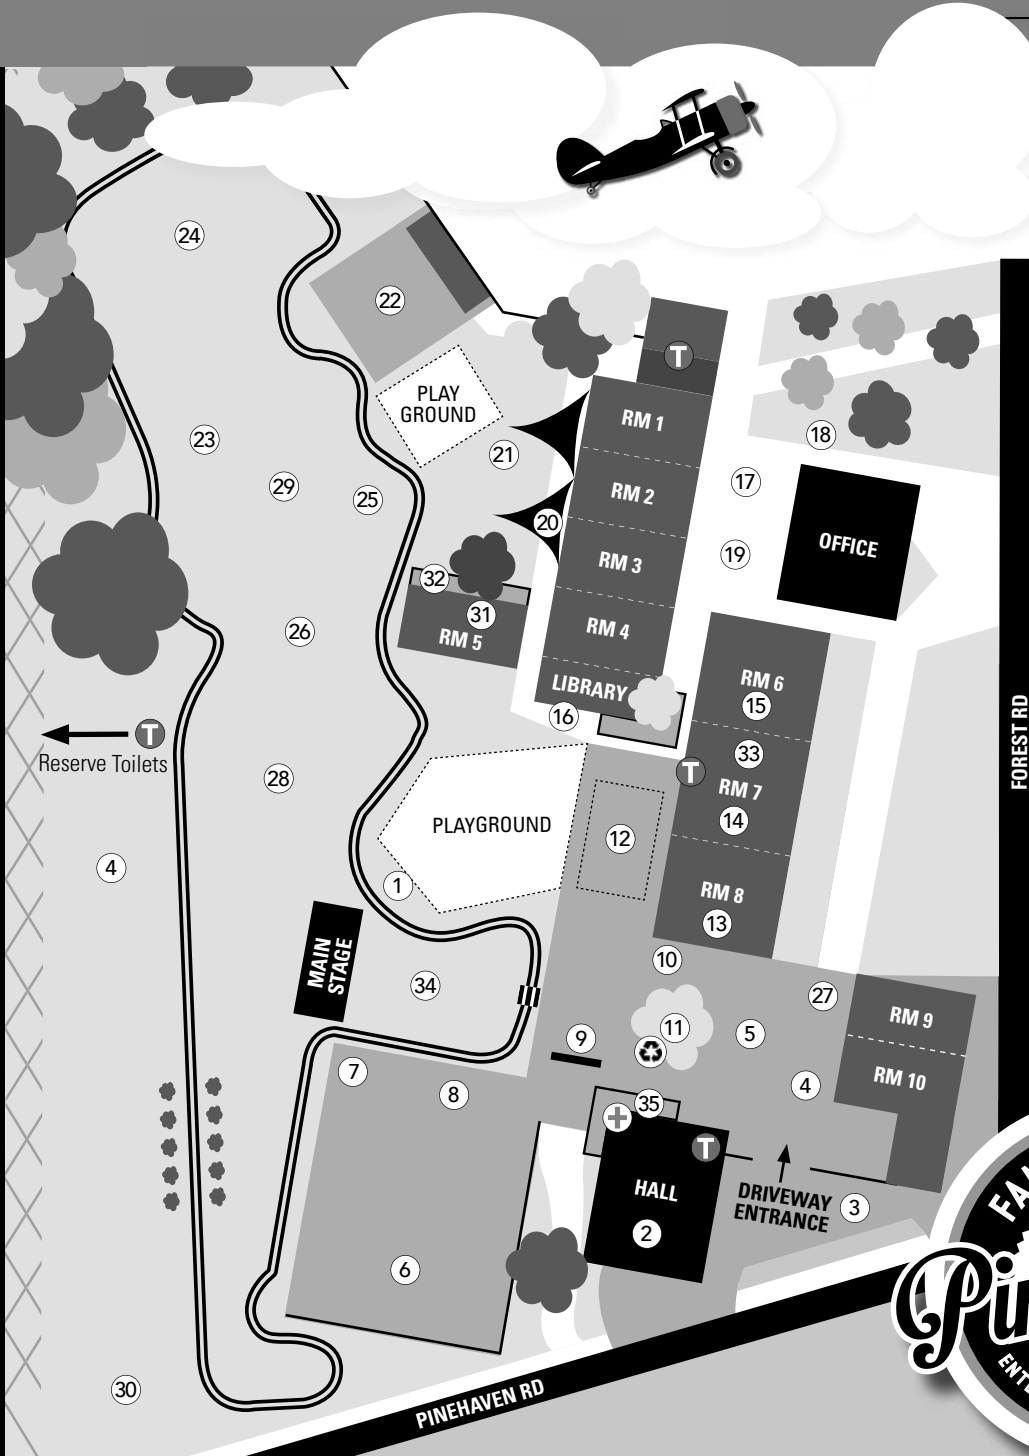 24
22
PLAY
GROUND
T
RM 1
18
23
21
17
29
25
RM 2
20
OFFICE
19
RM 3
32
31
RM 5
26
RM 4
RM 6
LIBRARY
15
16
T
Reserve Toilets
33
T
28
RM 7
14
PLAYGROUND
12
4
1
RM 8
13
FOREST RD
MAIN
STAGE
34
10
27
RM 9
11
5
9
7
8
RM 10
4
35
T
HALL
DRIVEWAY
ENTRANCE
3
2
6
30
PINEHAVEN RD